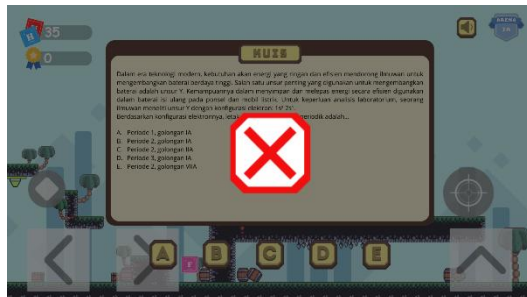 35
0
KUIS
Dalam era teknologi modern, kebutuhan akan energi yang ringan dan efisien mendorong ilmuwan untuk
mengembangkan baterai berdaya tinggi. Salah satu unsur penting yang digunakan untuk mengembangkan
baterai adalah unsur Y. Kemampuannya dalam menyimpan dan melepas energi secara efisien digunakan
dalam baterai isi ulang pada ponsel dan mobil listrik. Untuk keperluan analisis laboratorium, seorang
ilmuwan meneliti unsur Y dengan konfigurasi elektron: 1s² 2s¹.
Berdasarkan konfigurasi elektronnya, periodik adalah...
A. Periode 1, golongan IA
B. Periode 2, golongan IA
C. Periode 2, golongan IIA
D. Periode 3, golongan IA
E. Periode 2, golongan VIIA
A B C D E